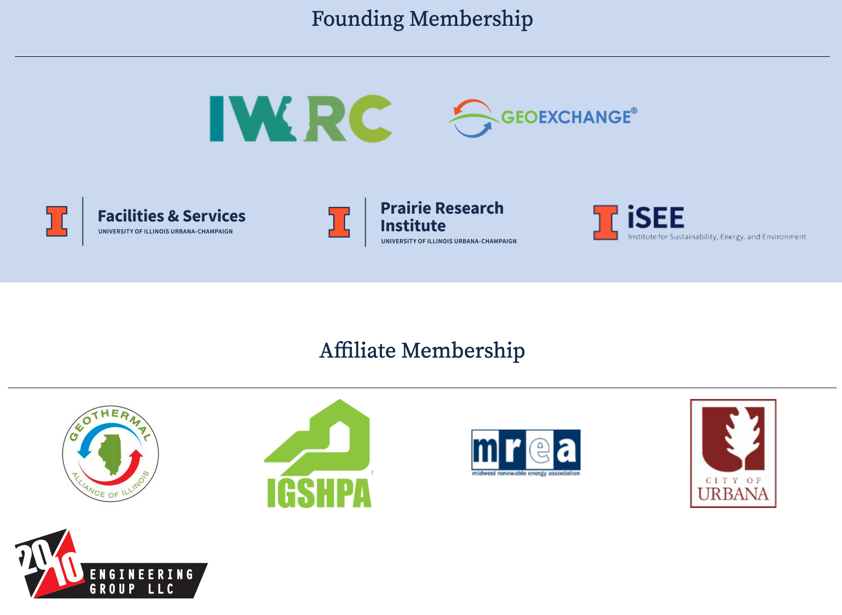 Founding Membership
IWRC
GEOEXCHANGE®
Facilities & Services
UNIVERSITY OF ILLINOIS URBANA-CHAMPAIGN
Prairie Research
Institute
UNIVERSITY OF ILLINOIS URBANA-CHAMPAIGN
iSEE
Institute for Sustainability, Energy, and Environment
Affiliate Membership
GEOTHERMAL
ALLIANCE OF ILLINOIS
IGSHPA
mrea
midwest renewable energy association
CITY OF
URBANA
2010
ENGINEERING
GROUP LLC